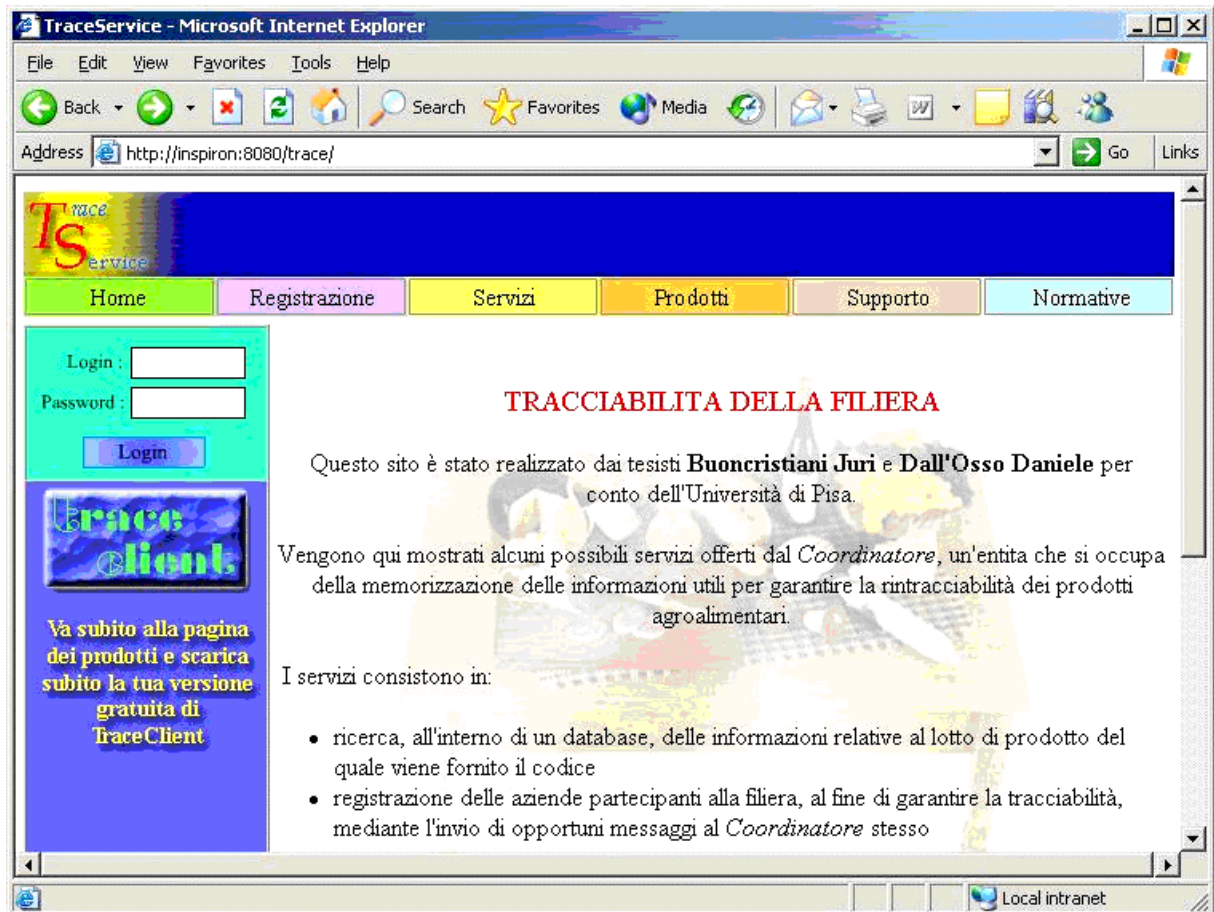 TraceService - Microsoft Internet Explorer
File Edit View Favorites Tools Help
Back Search Favorites Media
Address http://inspiron:8080/trace/ Go Links
Trace
Service
Home Registrazione Servizi Prodotti Supporto Normative
Login :
Password :
Login
Trace
Client
Va subito alla pagina
dei prodotti e scarica
subito la tua versione
gratuita di
TraceClient
TRACCIABILITA DELLA FILIERA
Questo sito è stato realizzato dai tesisti Buoncristiani Juri e Dall'Osso Daniele per
conto dell'Università di Pisa.
Vengono qui mostrati alcuni possibili servizi offerti dal Coordinatore, un'entita che si occupa
della memorizzazione delle informazioni utili per garantire la rintracciabilità dei prodotti
agroalimentari.
I servizi consistono in:
• ricerca, all'interno di un database, delle informazioni relative al lotto di prodotto del
quale viene fornito il codice
• registrazione delle aziende partecipanti alla filiera, al fine di garantire la tracciabilità,
mediante l'invio di opportuni messaggi al Coordinatore stesso
Local intranet